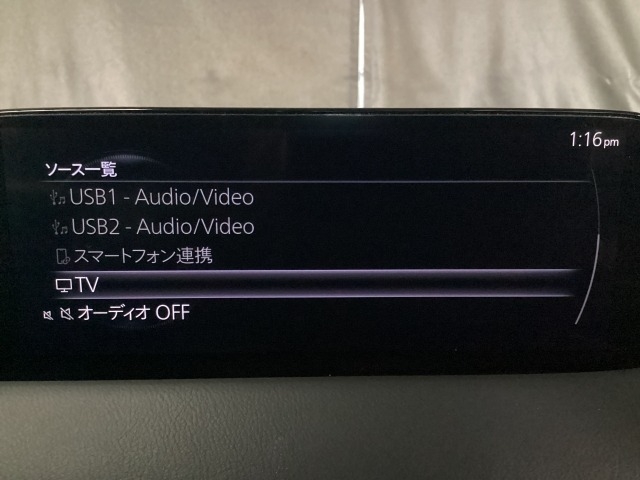 1:16pm
ソース一覧
USB1 - Audio/Video
USB2 - Audio/Video
スマートフォン連携
TV
オーディオ OFF